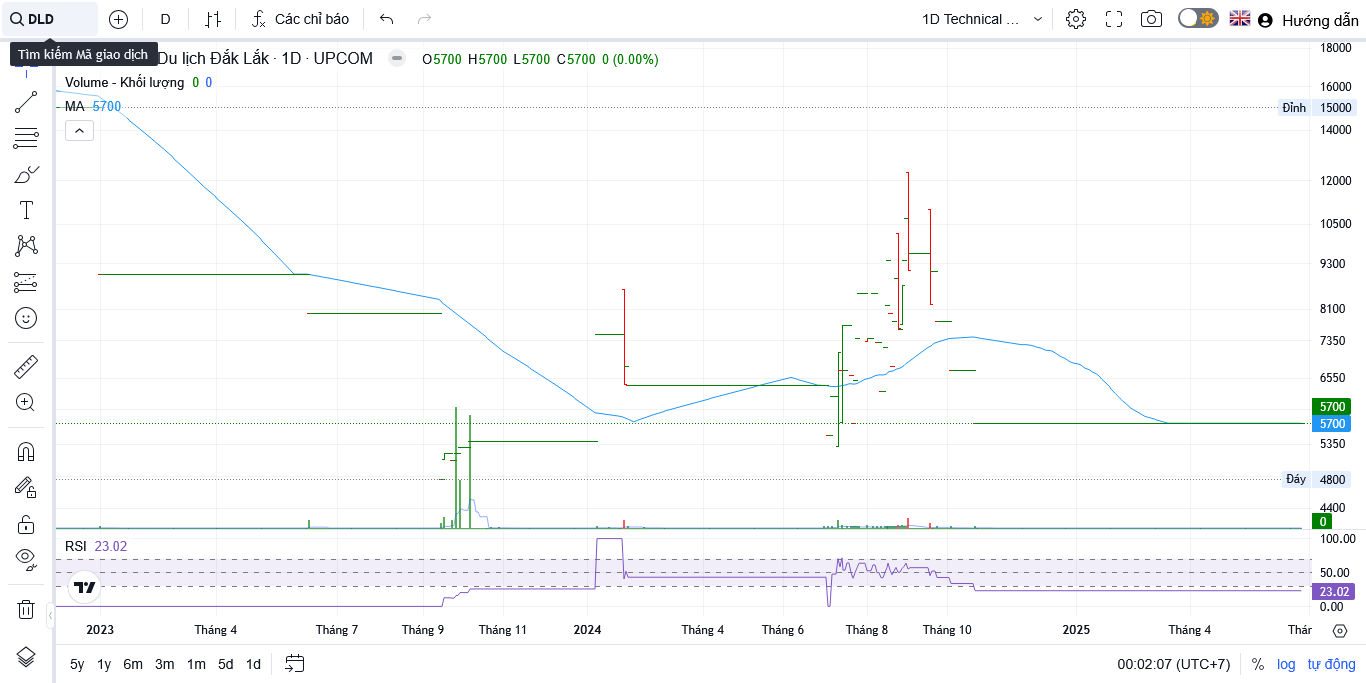 DLD D Các chỉ báo 1D Technical ... Hướng dẫn
Tìm kiếm Mã giao dịch
Du lịch Đắk Lắk · 1D · UPCOM O5700 H5700 L5700 C5700 0 (0.00%)
Volume - Khối lượng 0 0
MA 5700
18000
16000
Đỉnh 15000
14000
12000
10500
9300
8100
7350
6550
5700
5700
5350
Đáy 4800
4400
0
RSI 23.02
100.00
50.00
23.02
0.00
2023 Tháng 4 Tháng 7 Tháng 9 Tháng 11 2024 Tháng 4 Tháng 6 Tháng 8 Tháng 10 2025 Tháng 4 Thár
5y 1y 6m 3m 1m 5d 1d 00:02:07 (UTC+7) % log tự động